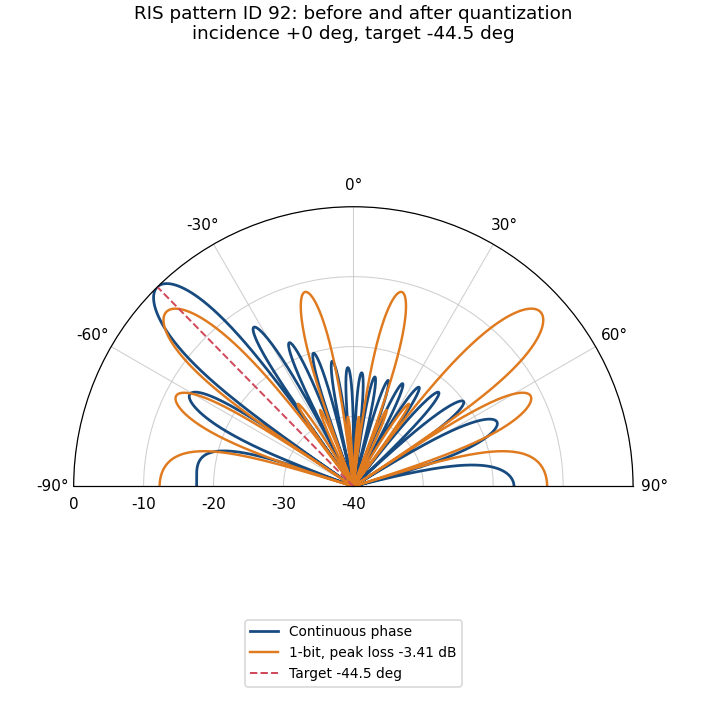 RIS pattern ID 92: before and after quantization
incidence +0 deg, target -44.5 deg
0°
-30°
30°
-60°
60°
-90°
90°
0
-10
-20
-30
-40
Continuous phase
1-bit, peak loss -3.41 dB
Target -44.5 deg